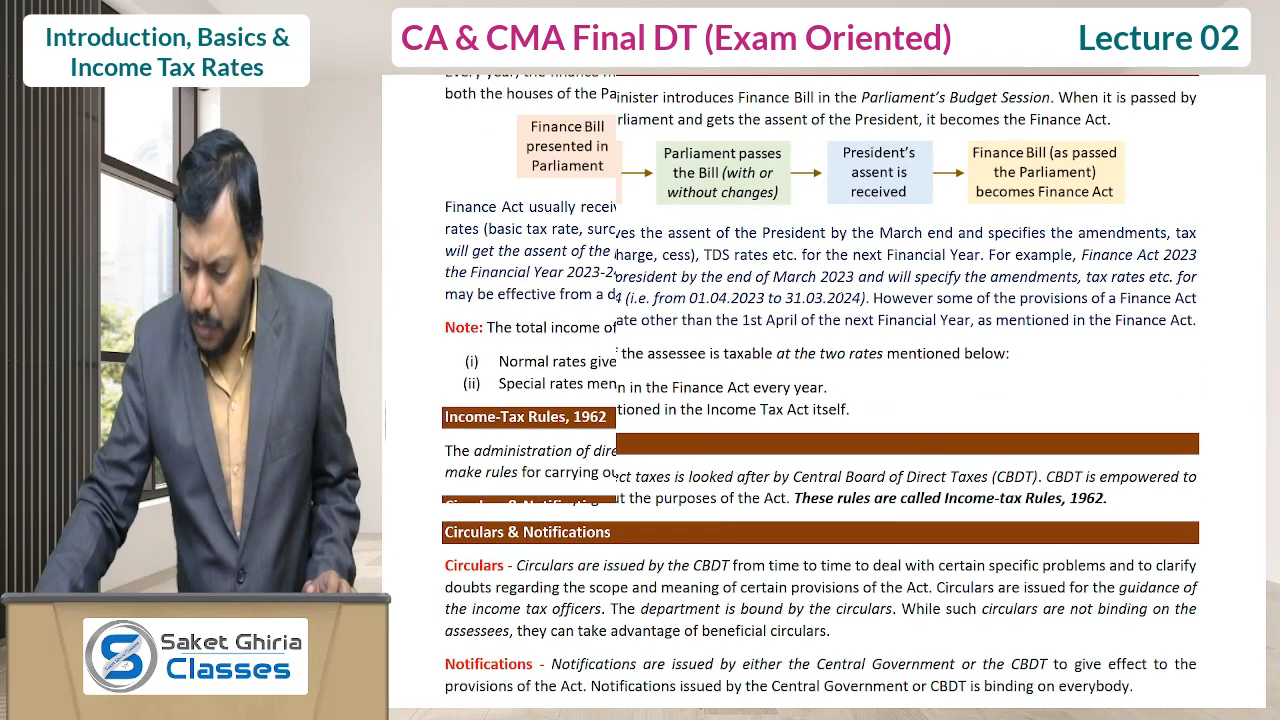 Introduction, Basics &
Income Tax Rates
CA & CMA Final DT (Exam Oriented)
Lecture 02
Every year, the finance minister introduces Finance Bill in the Parliament's Budget Session. When it is passed by
both the houses of the Parliament and gets the assent of the President, it becomes the Finance Act.
Finance Bill
presented in
Parliament
Parliament passes
the Bill (with or
without changes)
President's
assent is
received
Finance Bill (as passed
the Parliament)
becomes Finance Act
Finance Act usually receives the assent of the President by the March end and specifies the amendments, tax
rates (basic tax rate, surcharge, cess), TDS rates etc. for the next Financial Year. For example, Finance Act 2023
will get the assent of the president by the end of March 2023 and will specify the amendments, tax rates etc. for
the Financial Year 2023-24 (i.e. from 01.04.2023 to 31.03.2024). However some of the provisions of a Finance Act
may be effective from a date other than the 1st April of the next Financial Year, as mentioned in the Finance Act.
Note: The total income of the assessee is taxable at the two rates mentioned below:
(i) Normal rates given in the Finance Act every year.
(ii) Special rates mentioned in the Income Tax Act itself.
Income-Tax Rules, 1962
The administration of direct taxes is looked after by Central Board of Direct Taxes (CBDT). CBDT is empowered to
make rules for carrying out the purposes of the Act. These rules are called Income-tax Rules, 1962.
Circulars & Notifications
Circulars - Circulars are issued by the CBDT from time to time to deal with certain specific problems and to clarify
doubts regarding the scope and meaning of certain provisions of the Act. Circulars are issued for the guidance of
the income tax officers. The department is bound by the circulars. While such circulars are not binding on the
assessees, they can take advantage of beneficial circulars.
Notifications - Notifications are issued by either the Central Government or the CBDT to give effect to the
provisions of the Act. Notifications issued by the Central Government or CBDT is binding on everybody.
Saket Ghiria
Classes